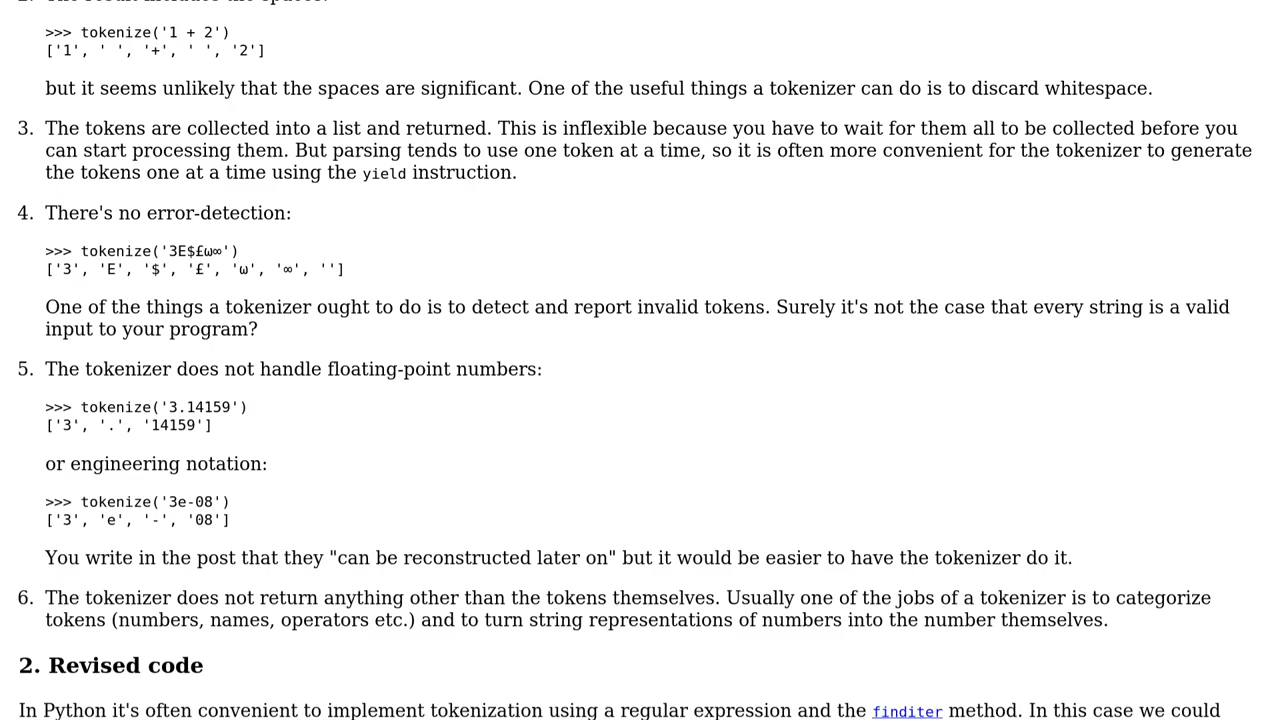 2. The result includes the spaces:
>>> tokenize('1 + 2')
['1', ' ', '+', ' ', '2']
but it seems unlikely that the spaces are significant. One of the useful things a tokenizer can do is to discard whitespace.
3. The tokens are collected into a list and returned. This is inflexible because you have to wait for them all to be collected before you
can start processing them. But parsing tends to use one token at a time, so it is often more convenient for the tokenizer to generate
the tokens one at a time using the yield instruction.
4. There's no error-detection:
>>> tokenize('3E$£ω∞')
['3', 'E', '$', '£', 'ω', '∞', '']
One of the things a tokenizer ought to do is to detect and report invalid tokens. Surely it's not the case that every string is a valid
input to your program?
5. The tokenizer does not handle floating-point numbers:
>>> tokenize('3.14159')
['3', '.', '14159']
or engineering notation:
>>> tokenize('3e-08')
['3', 'e', '-', '08']
You write in the post that they "can be reconstructed later on" but it would be easier to have the tokenizer do it.
6. The tokenizer does not return anything other than the tokens themselves. Usually one of the jobs of a tokenizer is to categorize
tokens (numbers, names, operators etc.) and to turn string representations of numbers into the number themselves.
2. Revised code
In Python it's often convenient to implement tokenization using a regular expression and the finditer method. In this case we could